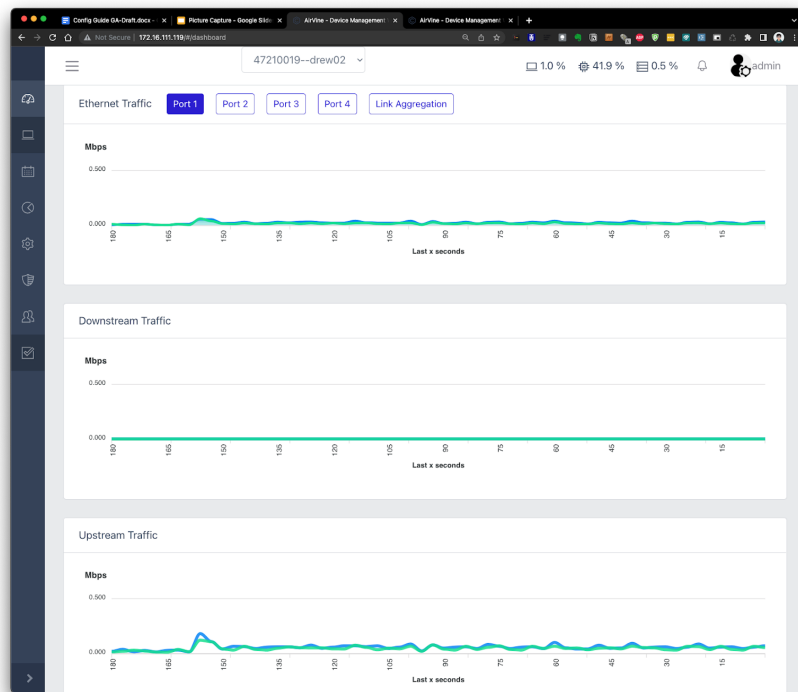 Config Guide GA-Draft.docx -
Picture Capture - Google Slide
AirVine - Device Management
AirVine - Device Management
Not Secure | 172.16.111.119/#/dashboard
47210019--drew02
1.0 %
41.9 %
0.5 %
admin
Ethernet Traffic
Port 1
Port 2
Port 3
Port 4
Link Aggregation
Mbps
0.500
0.000
180 165 150 135 120 105 90 75 60 45 30 15
Last x seconds
Downstream Traffic
Mbps
0.500
0.000
180 165 150 135 120 105 90 75 60 45 30 15
Last x seconds
Upstream Traffic
Mbps
0.500
0.000
180 165 150 135 120 105 90 75 60 45 30 15
Last x seconds